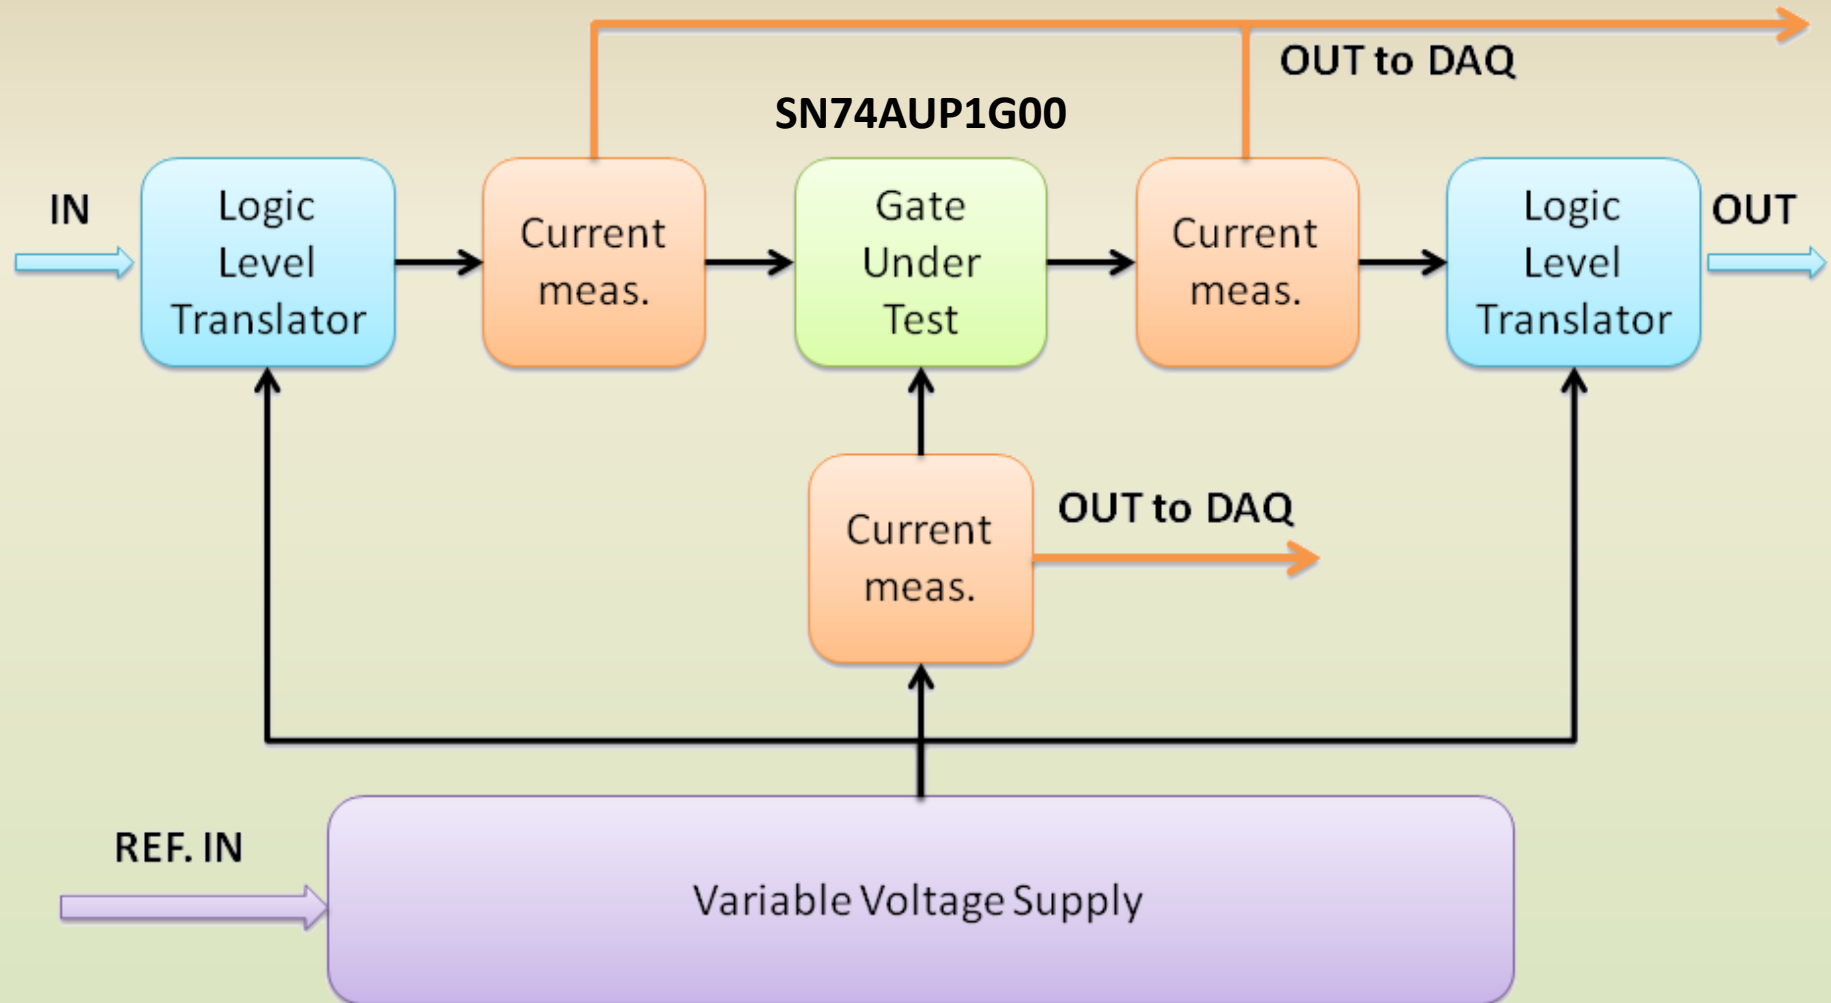 OUT to DAQ
SN74AUP1G00
IN
Logic
Level
Translator
Current
meas.
Gate
Under
Test
Current
meas.
Logic
Level
Translator
OUT
Current
meas.
OUT to DAQ
REF. IN
Variable Voltage Supply